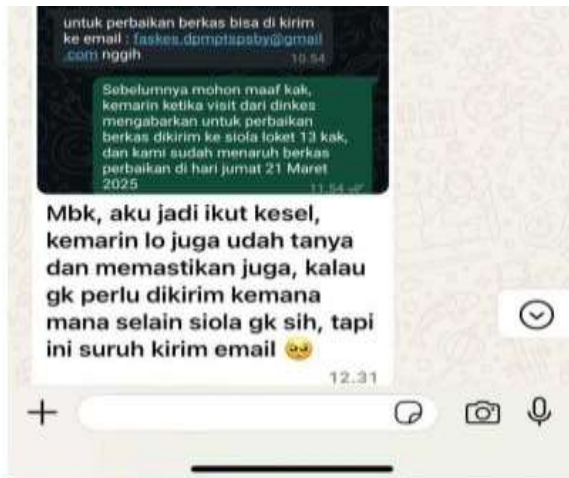 untuk perbaikan berkas bisa di kirim
ke email : faskes.dpmptspsby@gmail
.com nggih
10.54
Sebelumnya mohon maaf kak,
kemarin ketika visit dari dinkes
mengabarkan untuk perbaikan
berkas dikirim ke siola loket 13 kak,
dan kami sudah menaruh berkas
perbaikan di hari jumat 21 Maret
2025
11.54
Mbk, aku jadi ikut kesel,
kemarin lo juga udah tanya
dan memastikan juga, kalau
gk perlu dikirim kemana
mana selain siola gk sih, tapi
ini suruh kirim email 🥺
12.31